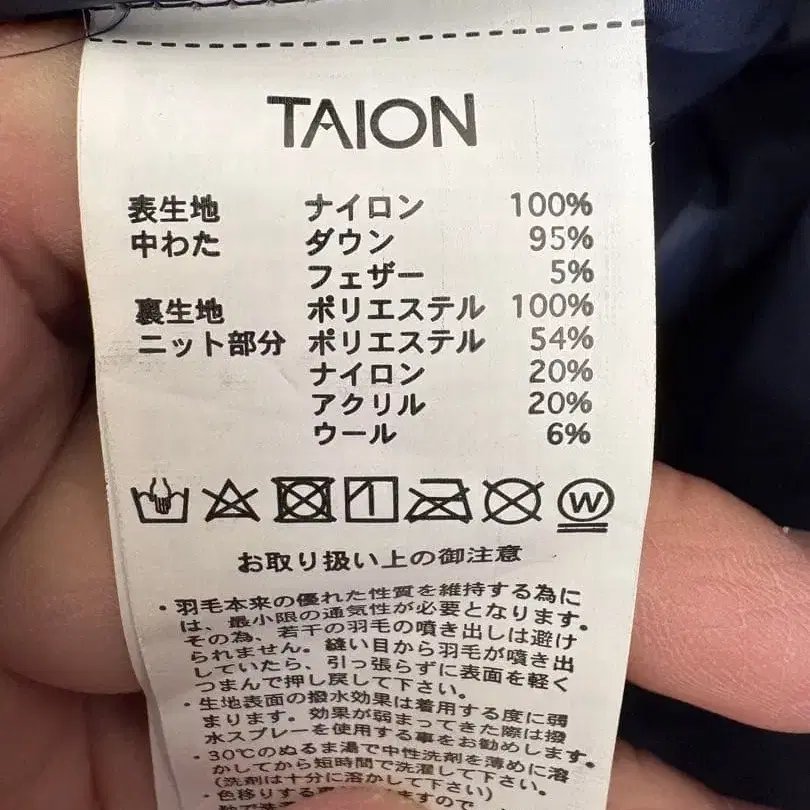 TAION
表生地 ナイロン 100%
中わた ダウン 95%
フェザー 5%
裏生地 ポリエステル 100%
ニット部分 ポリエステル 54%
ナイロン 20%
アクリル 20%
ウール 6%
W
お取り扱い上の御注意
・羽毛本来の優れた性質を維持する為に
は、最小限の通気性が必要となります。
その為、若干の羽毛の噴き出しは避け
られません。縫い目から羽毛が噴き出
していたら、引っ張らずに表面を軽く
つまんで押し戻して下さい。
・生地表面の撥水効果は着用する度に弱
まります。効果が弱まってきた際は撥
水スプレーを使用する事をお勧めします。
・30℃のぬるま湯で中性洗剤を薄めに溶
かしてから短時間で洗濯して下さい。
(洗剤は十分に溶かして下さい)
・色移りする
ますので